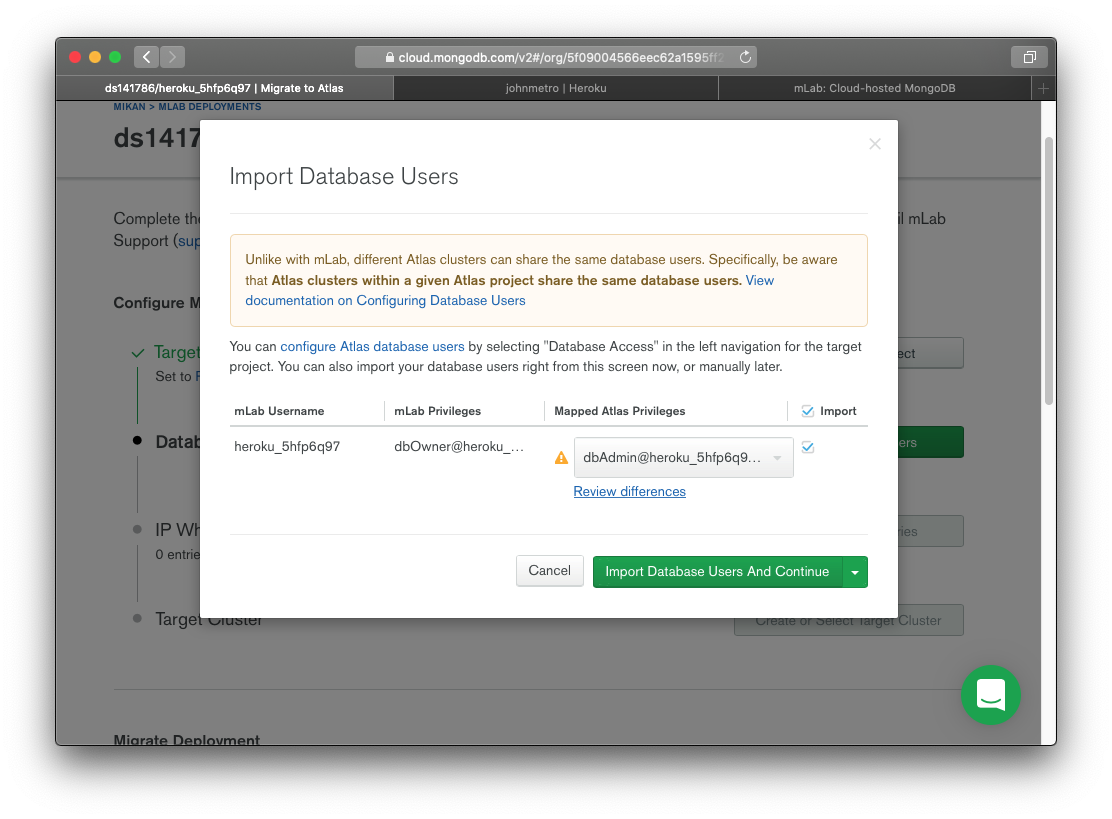 cloud.mongodb.com/v2#/org/5f09004566eec62a1595ff2
ds141786/heroku_5hfp6q97 | Migrate to Atlas
johnmetro | Heroku
mLab: Cloud-hosted MongoDB
MIKAN > MLAB DEPLOYMENTS
ds1417
Import Database Users
Complete the
il mLab
Support (sup
Unlike with mLab, different Atlas clusters can share the same database users. Specifically, be aware
that Atlas clusters within a given Atlas project share the same database users. View
documentation on Configuring Database Users
Configure M
You can configure Atlas database users by selecting "Database Access" in the left navigation for the target
project. You can also import your database users right from this screen now, or manually later.
Target
ect
Set to
mLab Username
mLab Privileges
Mapped Atlas Privileges
Import
Datab
heroku_5hfp6q97
dbOwner@heroku_...
dbAdmin@heroku_5hfp6q9...
ers
Review differences
IP Wh
ries
0 entrie
Cancel
Import Database Users And Continue
Target Cluster
Create or Select Target Cluster
Migrate Deployment